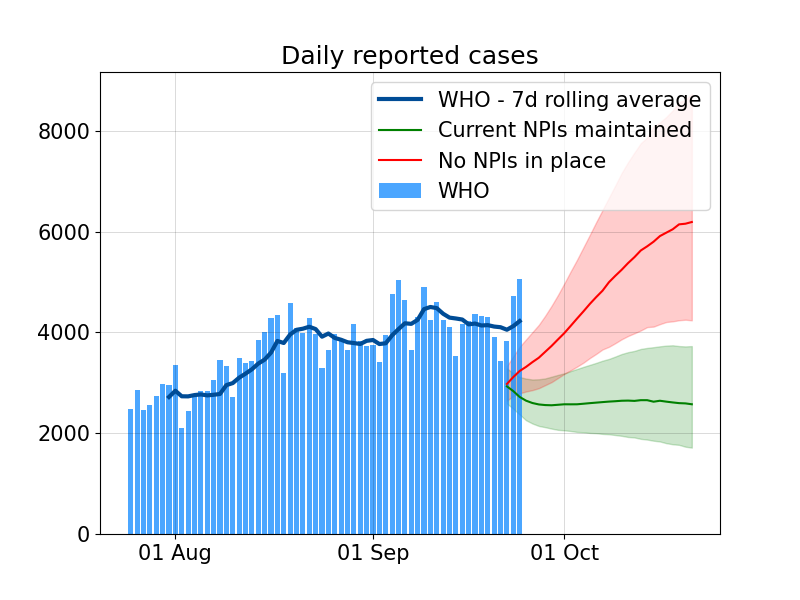 Daily reported cases
WHO - 7d rolling average
Current NPIs maintained
No NPIs in place
WHO
8000
6000
4000
2000
0
01 Aug
01 Sep
01 Oct